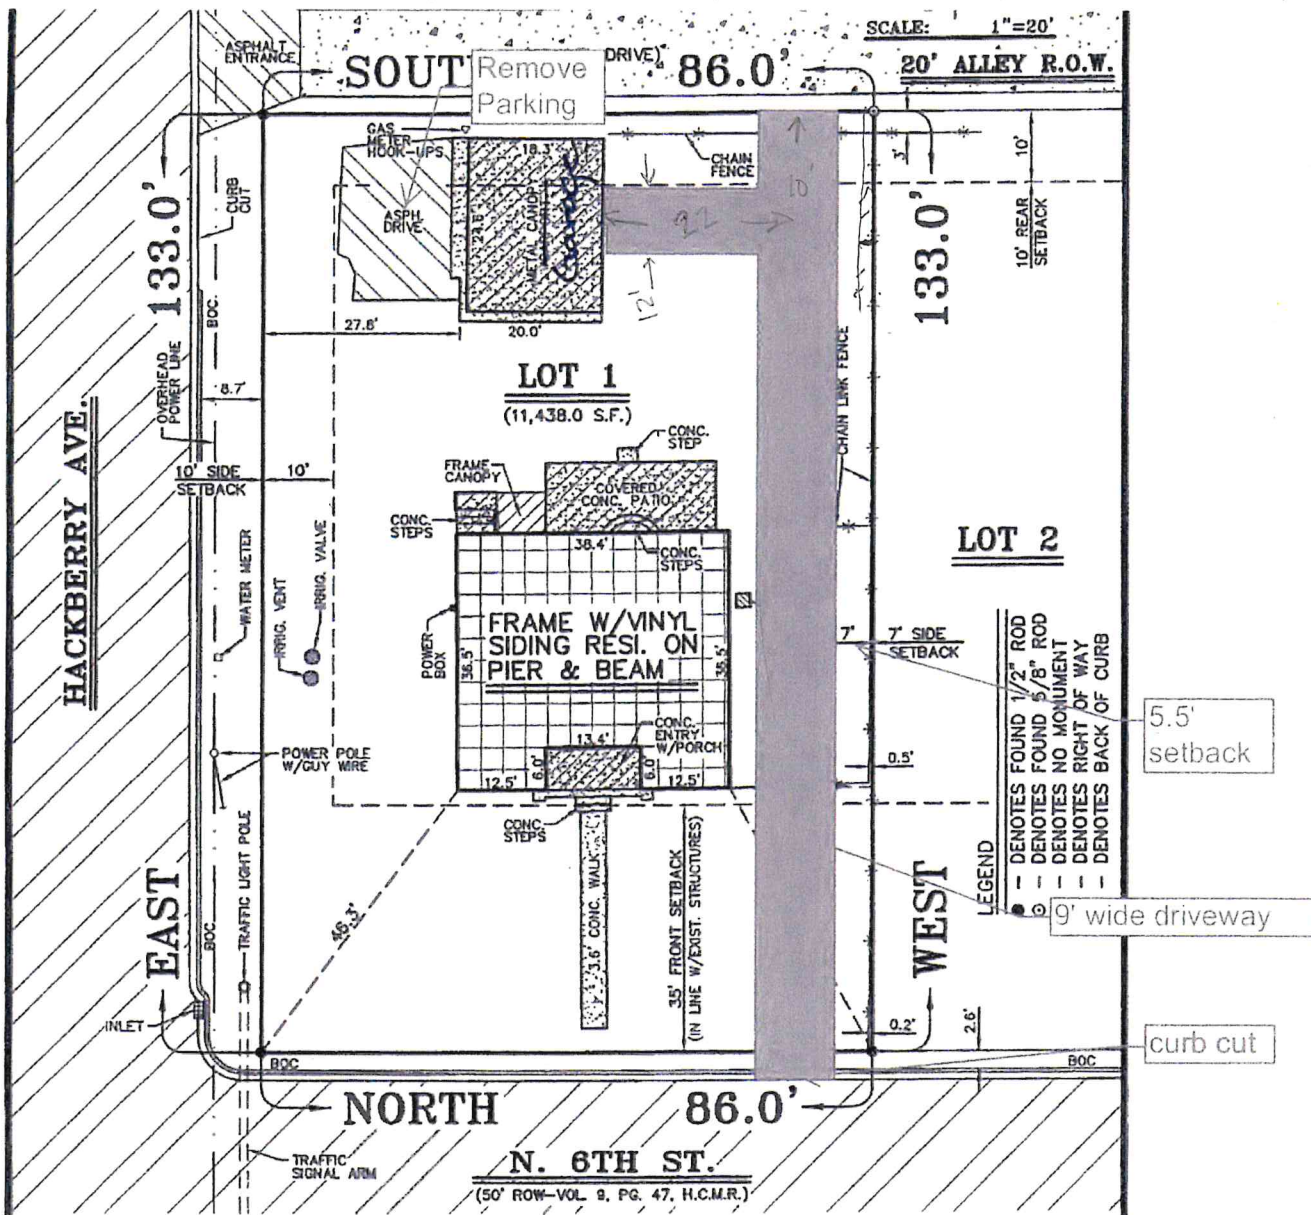 SCALE: 1"=20'
20' ALLEY R.O.W.
ASPHALT
ENTRANCE
SOUT
DRIVE)
86.0'
Remove
Parking
133.0'
CURB
CUT
GAS
METER
HOOK-UPS
18.3'
CHAIN
FENCE
3'
10'
10' REAR
SETBACK
133.0'
ASPH.
DRIVE
24.6'
METAL CANOPY
Garage
22
10'
12'
BOC
27.8'
20.0'
OVERHEAD
POWER LINE
8.7'
LOT 1
(11,438.0 S.F.)
CHAIN LINK FENCE
HACKBERRY AVE.
10' SIDE
SETBACK
10'
CONC.
STEP
FRAME
CANOPY
COVERED
CONC. PATIO
CONC.
STEPS
38.4'
CONC.
STEPS
LOT 2
WATER METER
IRRIG. VENT
IRRIG. VALVE
POWER
BOX
36.5'
FRAME W/VINYL
SIDING RESI. ON
PIER & BEAM
36.5'
7'
7' SIDE
SETBACK
5.5'
setback
CONC.
ENTRY
W/PORCH
13.4'
12.5'
6.0'
6.0'
12.5'
0.5'
POWER POLE
W/GUY WIRE
CONC.
STEPS
LEGEND
- DENOTES FOUND 1/2" ROD
- DENOTES FOUND 5/8" ROD
- DENOTES NO MONUMENT
- DENOTES RIGHT OF WAY
- DENOTES BACK OF CURB
9' wide driveway
EAST
BOC
TRAFFIC LIGHT POLE
46.3'
3.6' CONC. WALK
35' FRONT SETBACK
(IN LINE W/EXIST. STRUCTURES)
WEST
INLET
0.2'
2.6'
curb cut
BOC
BOC
NORTH
86.0'
TRAFFIC
SIGNAL ARM
N. 6TH ST.
(50' ROW-VOL. 9, PG. 47, H.C.M.R.)